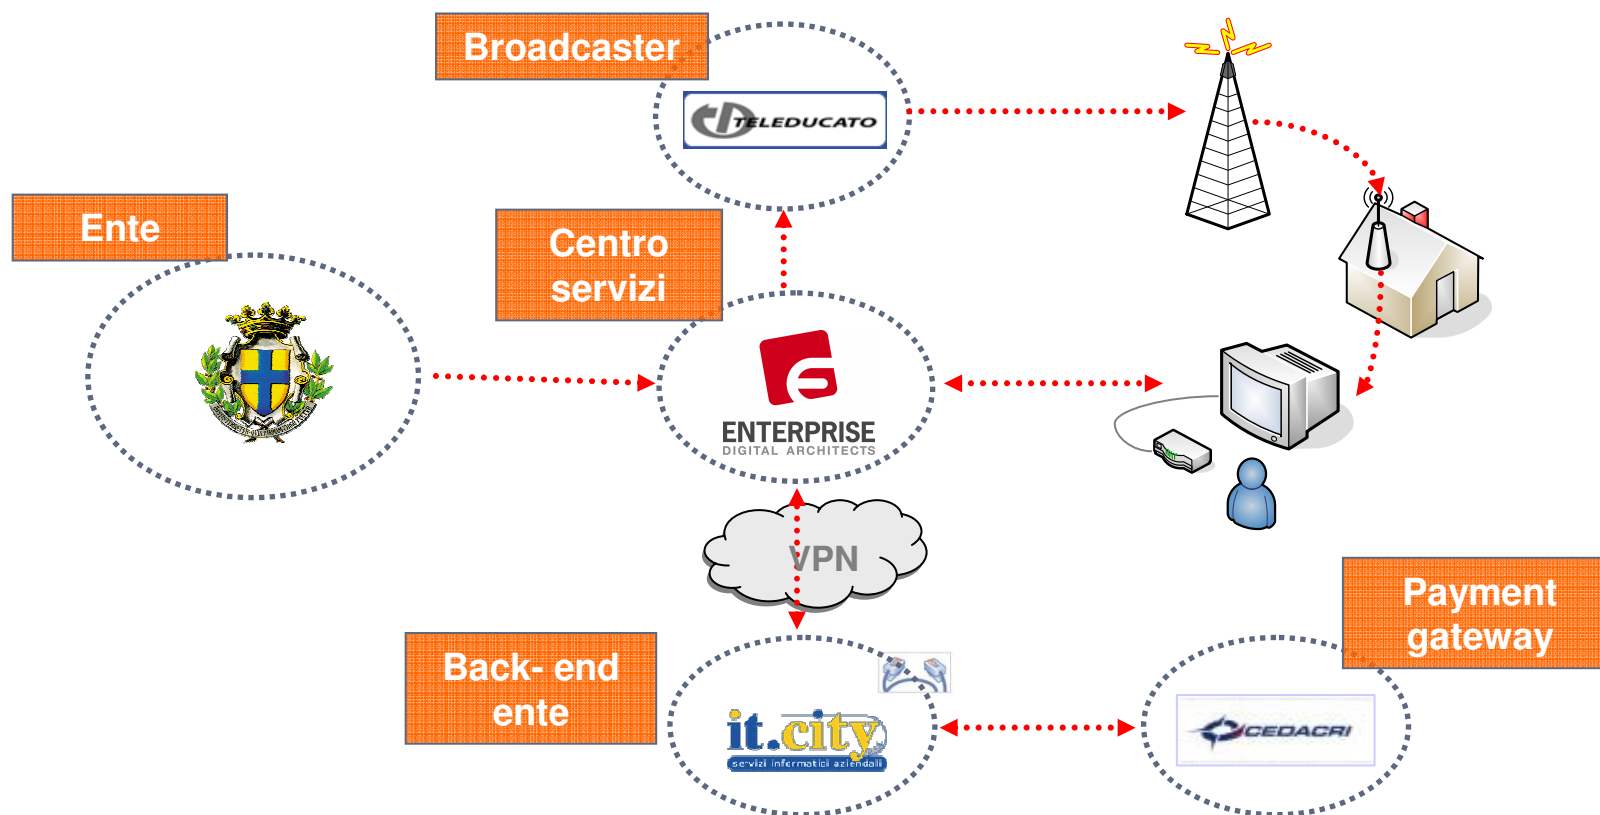 Broadcaster
TELEDUCATO
Ente
Centro
servizi
ENTERPRISE
DIGITAL ARCHITECTS
VPN
Payment
gateway
Back- end
ente
it.city
servizi informatici aziendali
CEDACRI